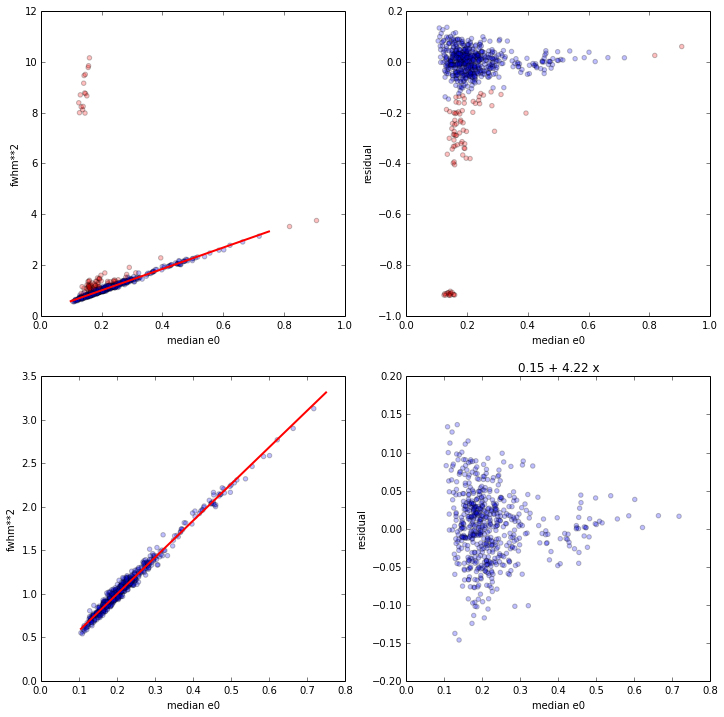 12
10
8
6
4
2
0
fwhm**2
0.0 0.2 0.4 0.6 0.8 1.0
median e0
0.2
0.0
−0.2
−0.4
−0.6
−0.8
−1.0
residual
0.0 0.2 0.4 0.6 0.8 1.0
median e0
3.5
3.0
2.5
2.0
1.5
1.0
0.5
0.0
fwhm**2
0.0 0.1 0.2 0.3 0.4 0.5 0.6 0.7 0.8
median e0
0.15 + 4.22 x
0.20
0.15
0.10
0.05
0.00
−0.05
−0.10
−0.15
−0.20
residual
0.0 0.1 0.2 0.3 0.4 0.5 0.6 0.7 0.8
median e0